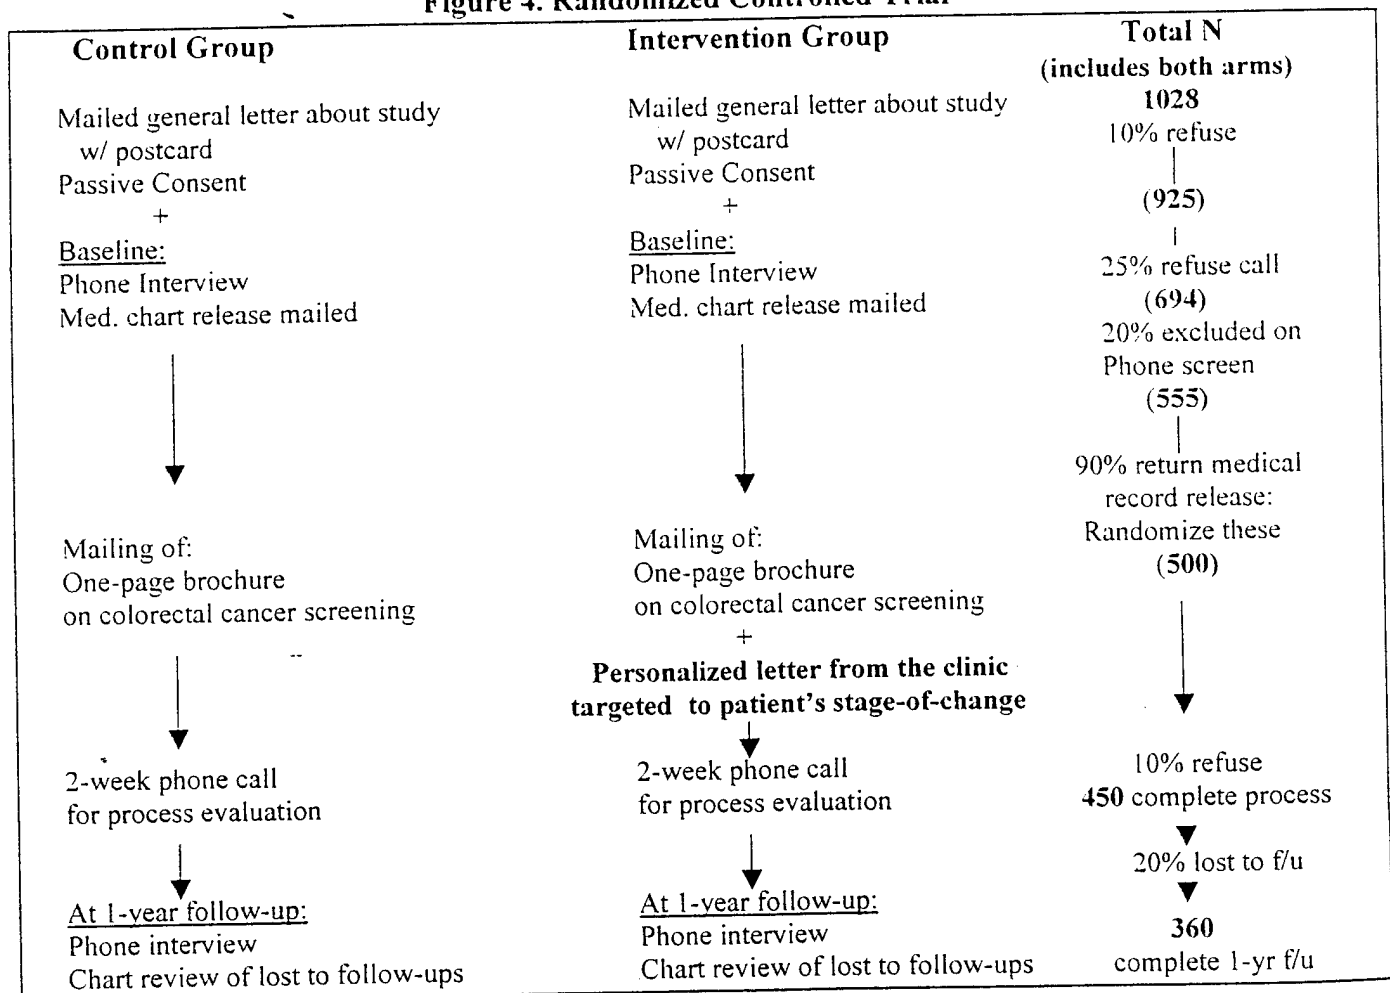 Figure 4. Randomized Controlled Trial
Control Group
Mailed general letter about study
w/ postcard
Passive Consent
+
Baseline:
Phone Interview
Med. chart release mailed
Mailing of:
One-page brochure
on colorectal cancer screening
2-week phone call
for process evaluation
At 1-year follow-up:
Phone interview
Chart review of lost to follow-ups
Intervention Group
Mailed general letter about study
w/ postcard
Passive Consent
+
Baseline:
Phone Interview
Med. chart release mailed
Mailing of:
One-page brochure
on colorectal cancer screening
+
Personalized letter from the clinic
targeted to patient's stage-of-change
2-week phone call
for process evaluation
At 1-year follow-up:
Phone interview
Chart review of lost to follow-ups
Total N
(includes both arms)
1028
10% refuse
(925)
25% refuse call
(694)
20% excluded on
Phone screen
(555)
90% return medical
record release:
Randomize these
(500)
10% refuse
450 complete process
20% lost to f/u
360
complete 1-yr f/u